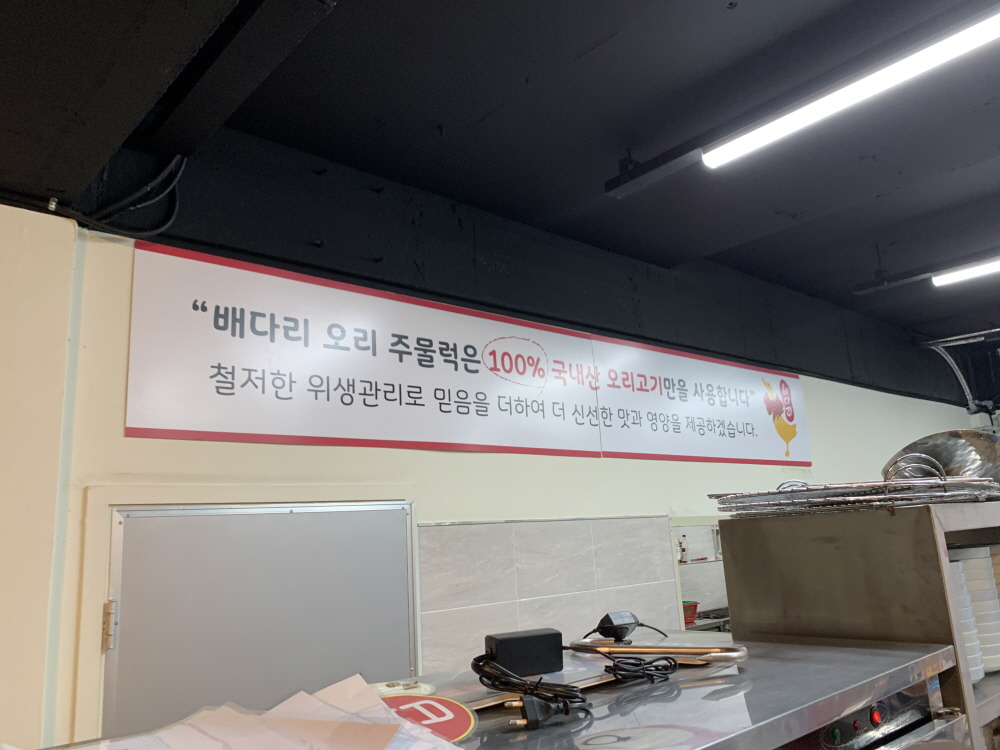 “배다리 오리 주물럭은 100% 국내산 오리고기만을 사용합니다”
철저한 위생관리로 믿음을 더하여 더 신선한 맛과 영양을 제공하겠습니다.
A